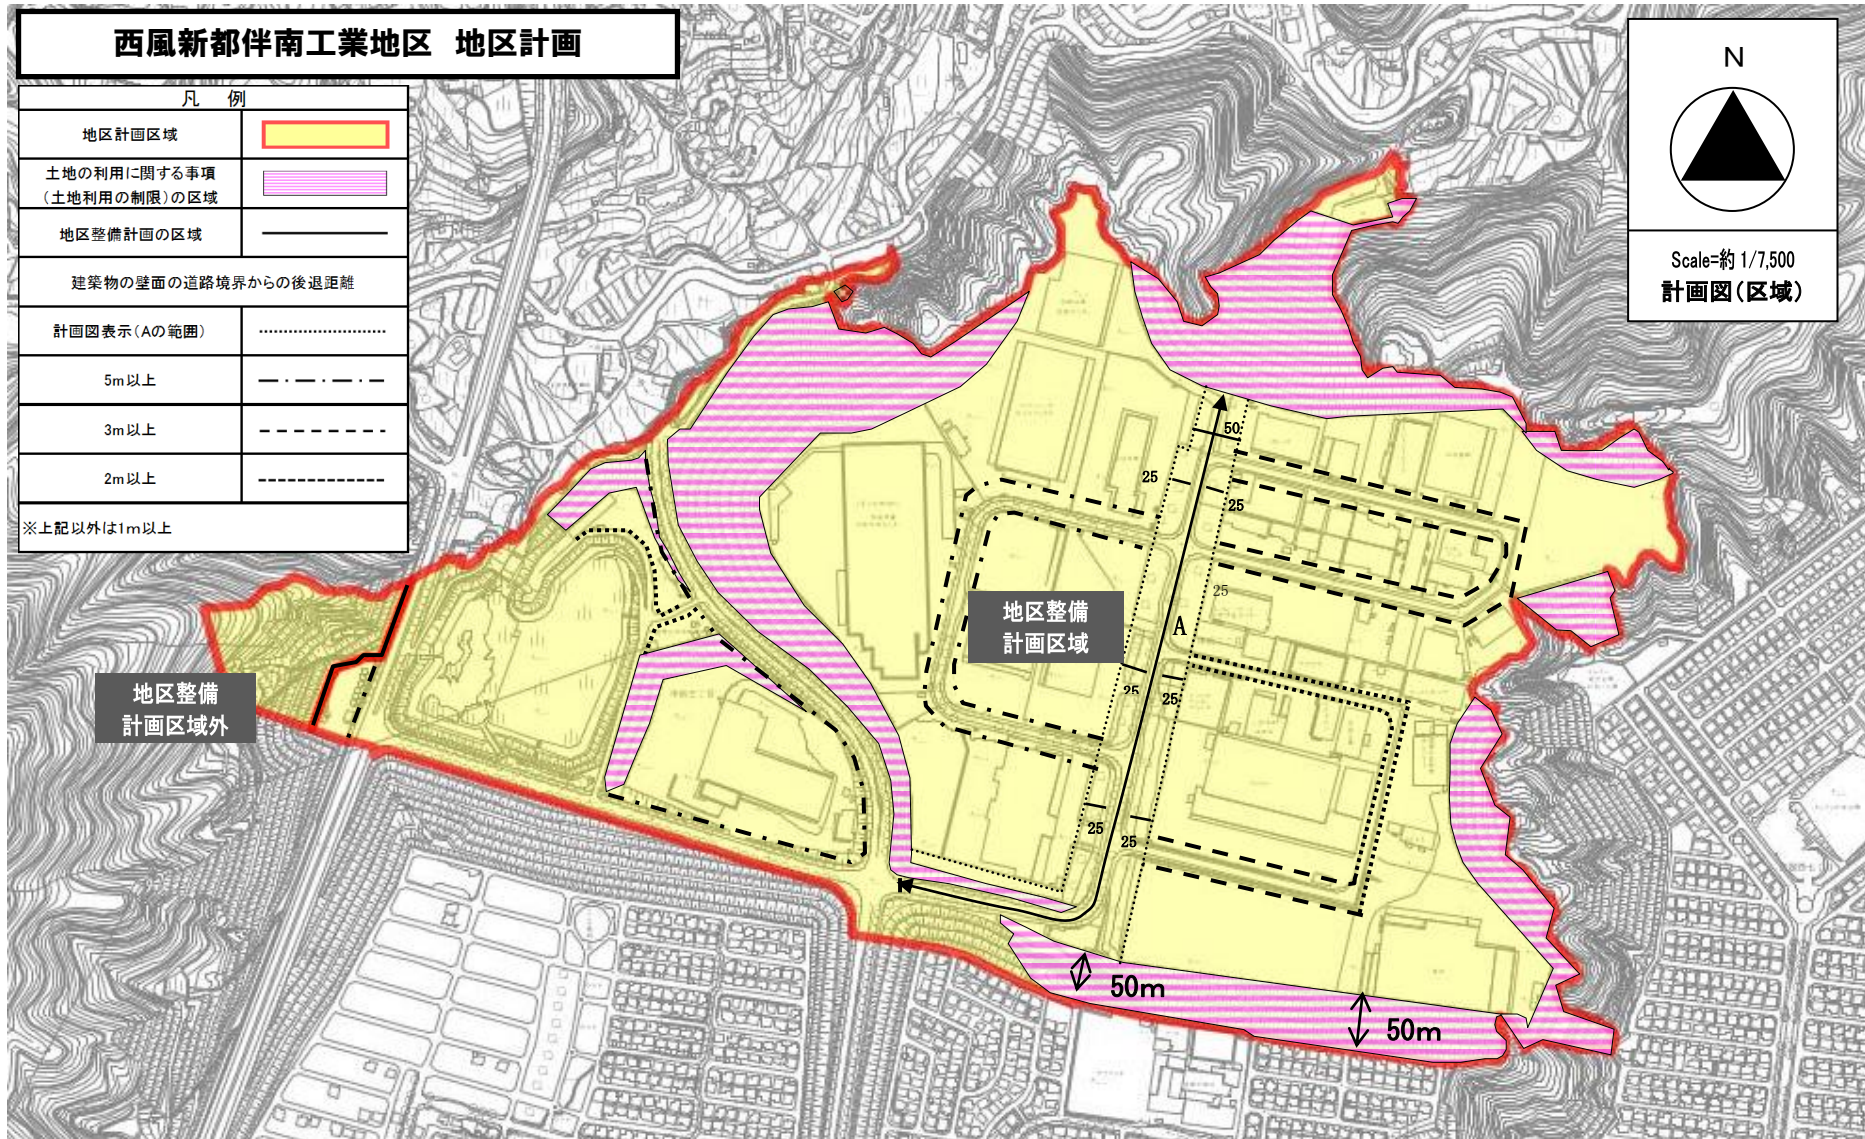 西風新都伴南工業地区 地区計画
凡 例
地区計画区域
土地の利用に関する事項
（土地利用の制限）の区域
地区整備計画の区域
建築物の壁面の道路境界からの後退距離
計画図表示（Aの範囲）
5m以上
3m以上
2m以上
※上記以外は1m以上
N
Scale=約 1/7,500
計画図（区域）
50
25
25
25
地区整備
計画区域
A
25
25
地区整備
計画区域外
25
25
50m
50m